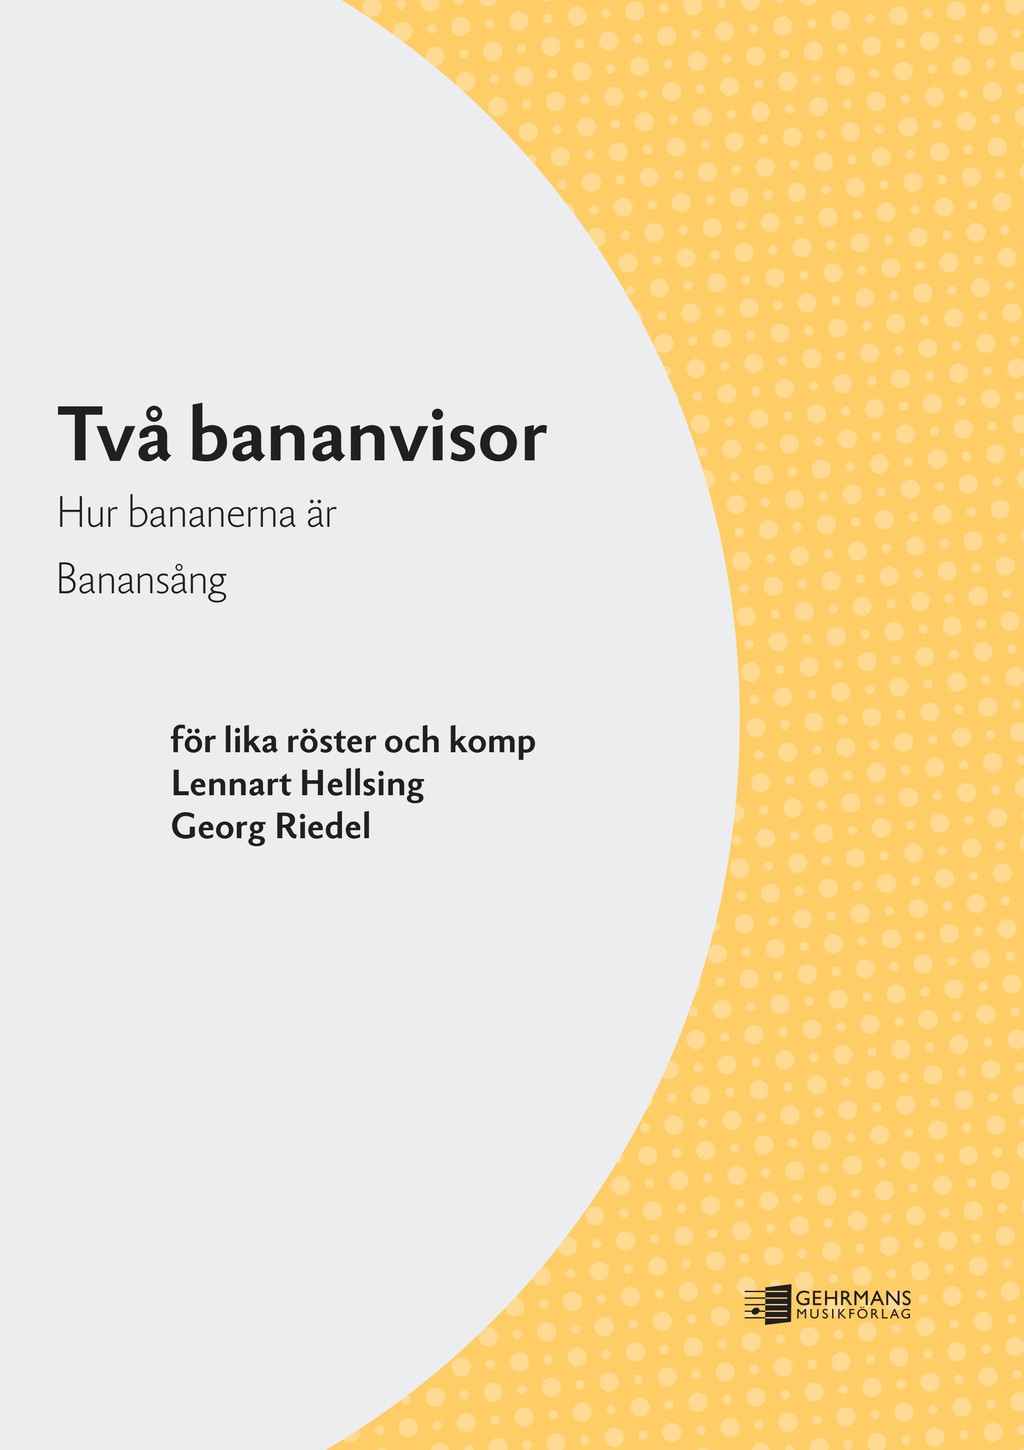 Två bananvisor
Hur bananerna är
Banansång
för lika röster och komp
Lennart Hellsing
Georg Riedel
GEHRMANS
MUSIKFÖRLAG